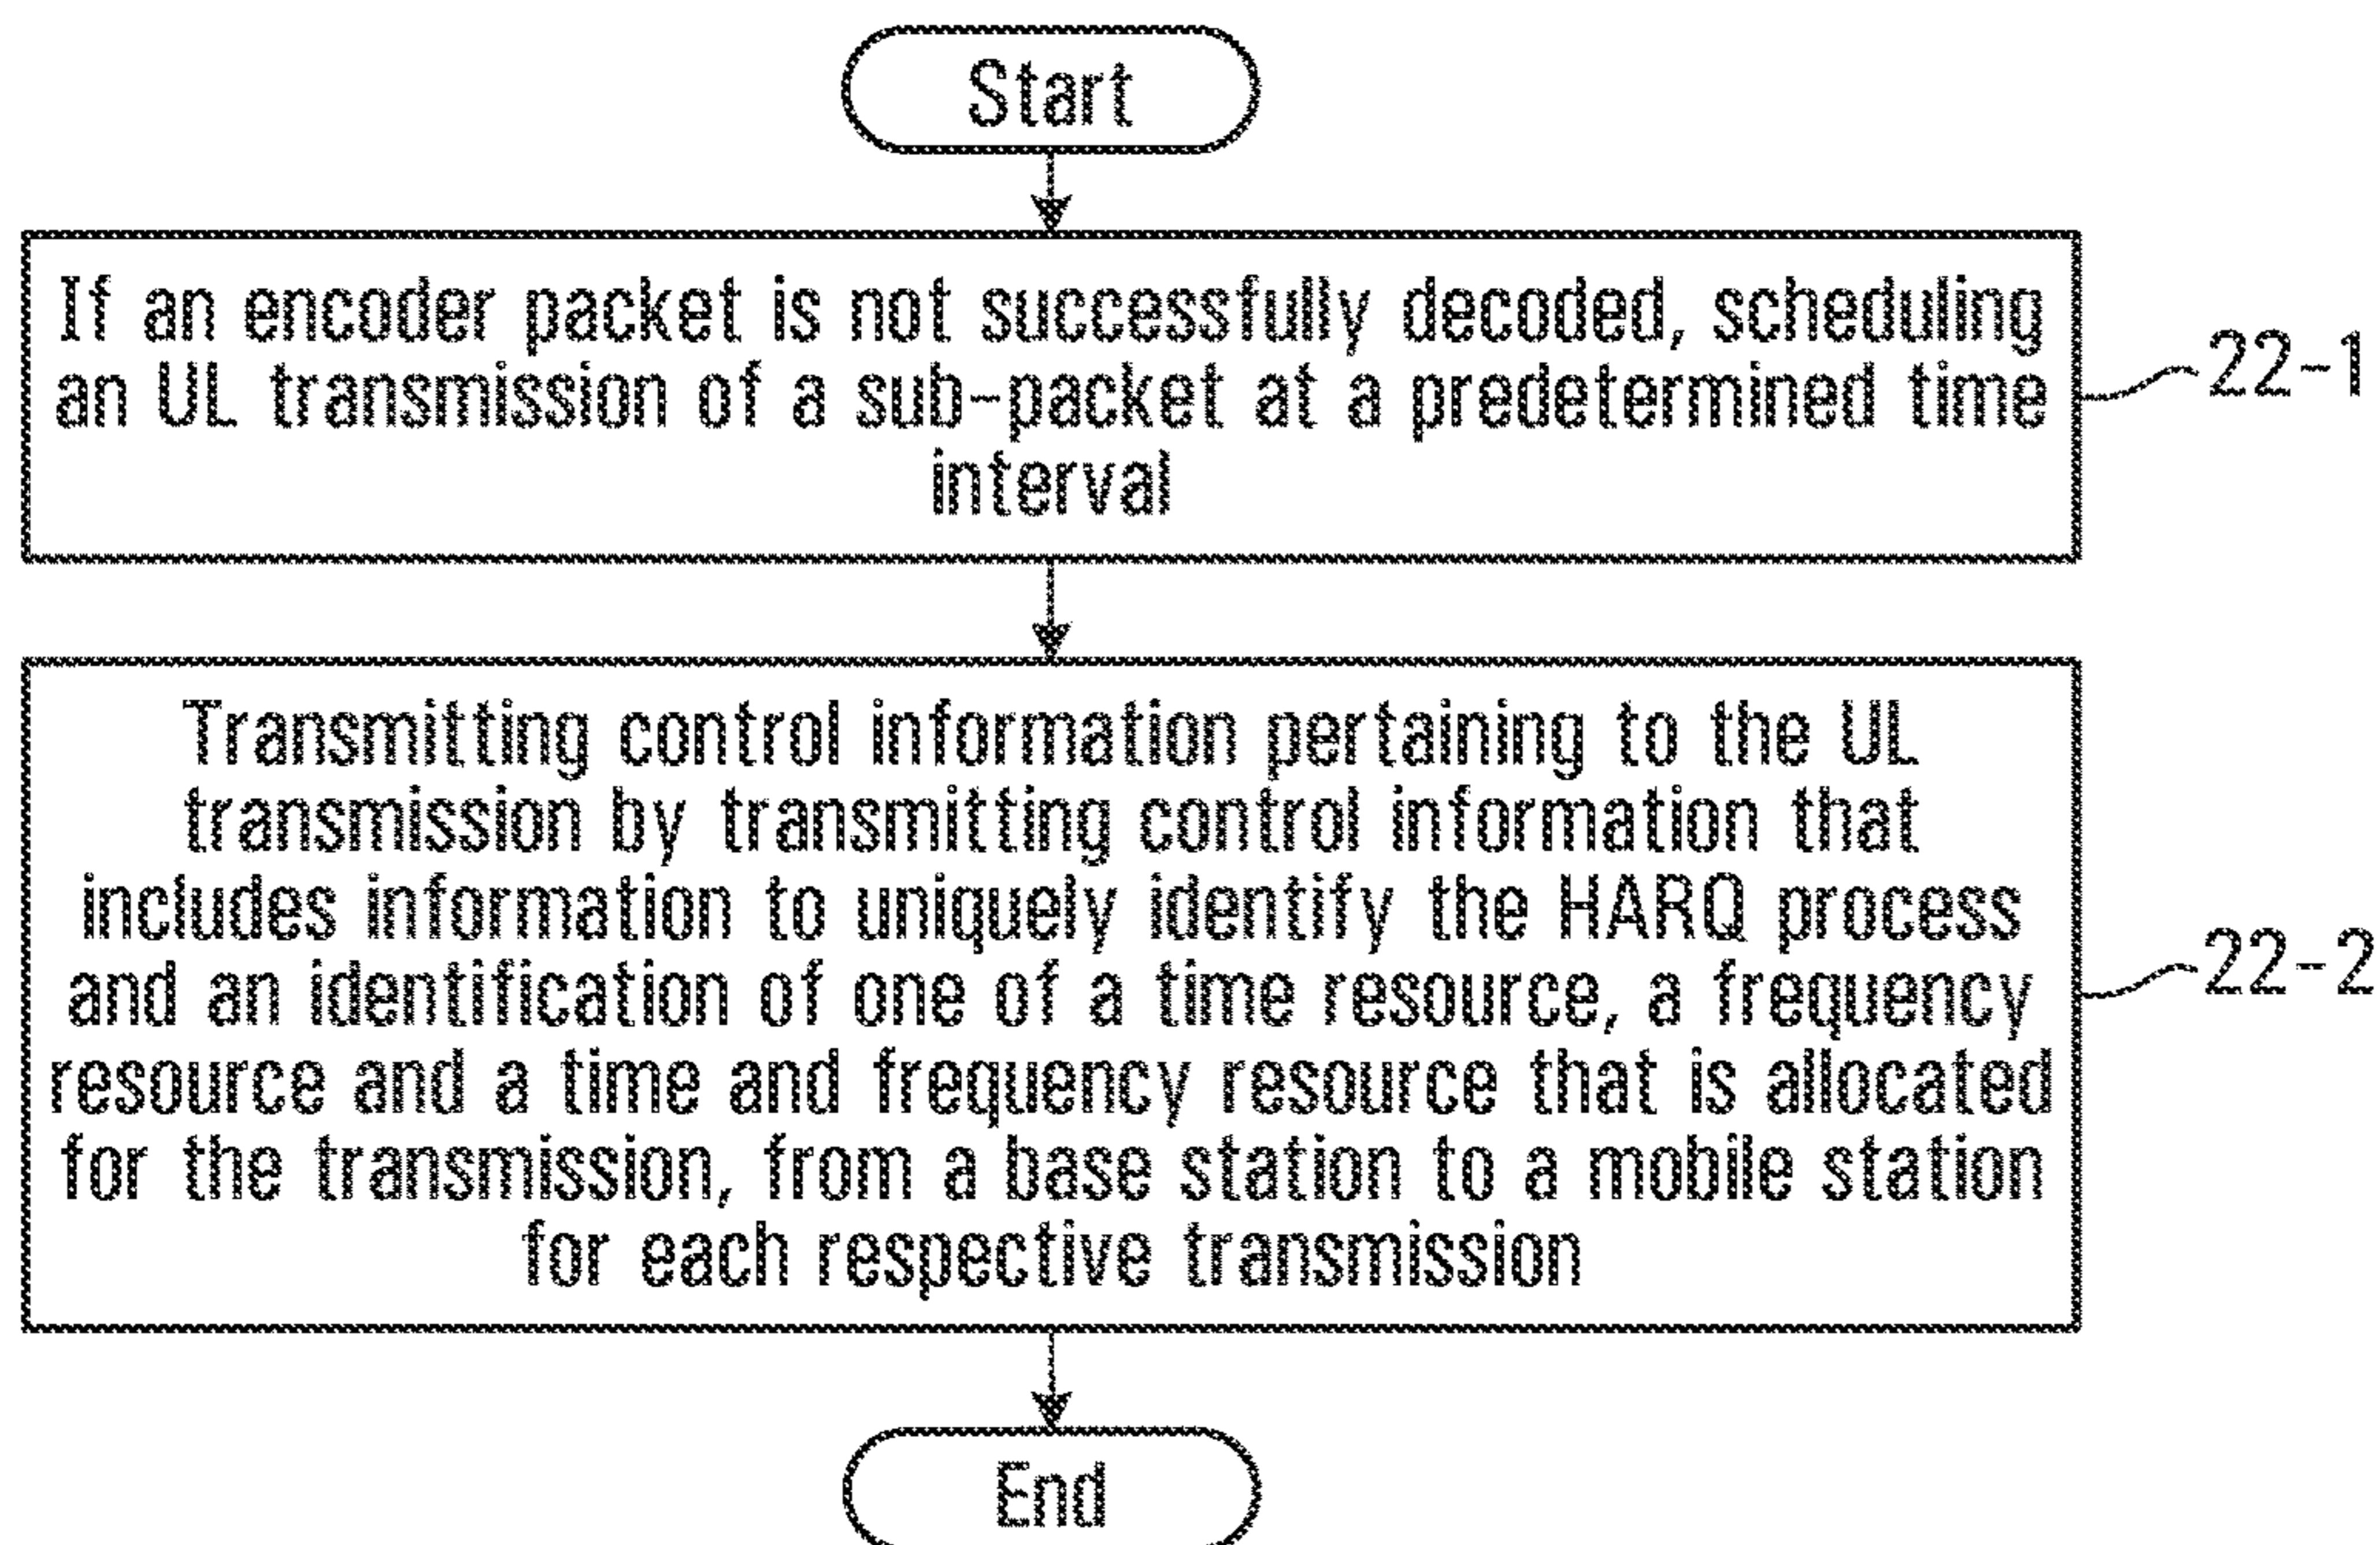 Start
If an encoder packet is not successfully decoded, scheduling
an UL transmission of a sub-packet at a predetermined time
interval
22-1
Transmitting control information pertaining to the UL
transmission by transmitting control information that
includes information to uniquely identify the HARQ process
and an identification of one of a time resource, a frequency
resource and a time and frequency resource that is allocated
for the transmission, from a base station to a mobile station
for each respective transmission
22-2
End